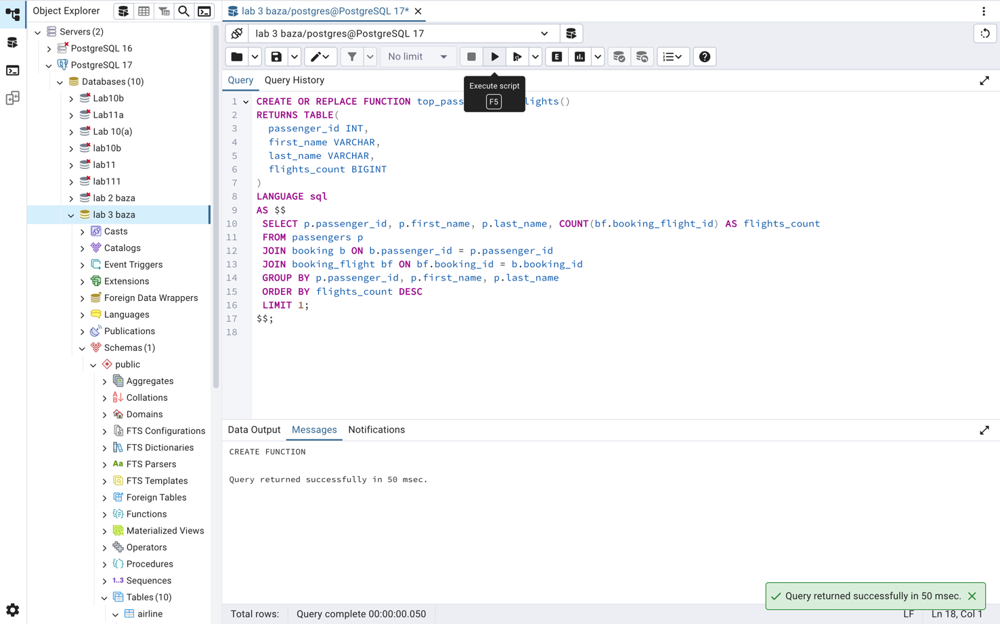 Object Explorer
lab 3 baza/postgres@PostgreSQL 17*
Servers (2)
PostgreSQL 16
PostgreSQL 17
Databases (10)
Lab10b
Lab11a
Lab 10(a)
lab10b
lab11
lab111
lab 2 baza
lab 3 baza
Casts
Catalogs
Event Triggers
Extensions
Foreign Data Wrappers
Languages
Publications
Schemas (1)
public
Aggregates
Collations
Domains
FTS Configurations
FTS Dictionaries
Aa FTS Parsers
FTS Templates
Foreign Tables
Functions
Materialized Views
Operators
Procedures
1..3 Sequences
Tables (10)
airline
lab 3 baza/postgres@PostgreSQL 17
No limit
E
Query Query History
Execute script
F5
1 CREATE OR REPLACE FUNCTION top_pass lights()
2 RETURNS TABLE(
3 passenger_id INT,
4 first_name VARCHAR,
5 last_name VARCHAR,
6 flights_count BIGINT
7 )
8 LANGUAGE sql
9 AS $$
10 SELECT p.passenger_id, p.first_name, p.last_name, COUNT(bf.booking_flight_id) AS flights_count
11 FROM passengers p
12 JOIN booking b ON b.passenger_id = p.passenger_id
13 JOIN booking_flight bf ON bf.booking_id = b.booking_id
14 GROUP BY p.passenger_id, p.first_name, p.last_name
15 ORDER BY flights_count DESC
16 LIMIT 1;
17 $$;
18
Data Output Messages Notifications
CREATE FUNCTION
Query returned successfully in 50 msec.
Query returned successfully in 50 msec.
Total rows: Query complete 00:00:00.050 LF Ln 18, Col 1